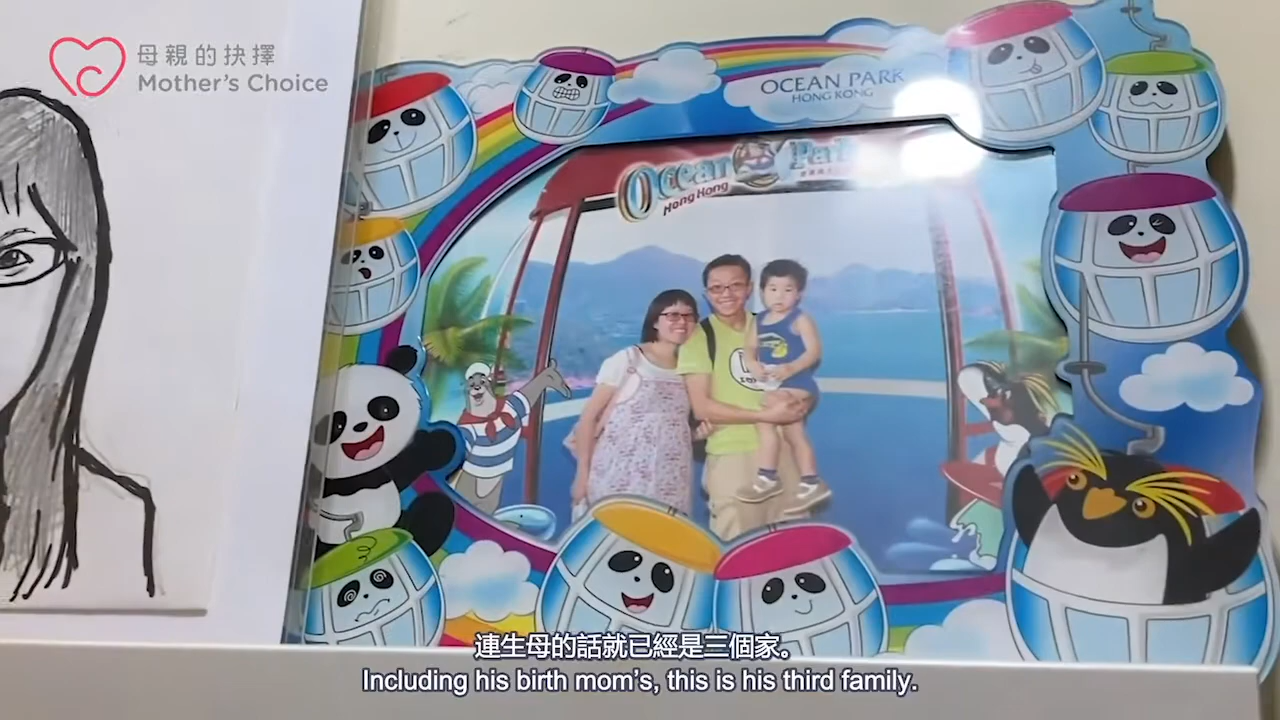 母親的抉擇
Mother's Choice
OCEAN PARK
HONG KONG
Ocean Park
Hong Kong
連生母的話就已經是三個家。
Including his birth mom's, this is his third family.